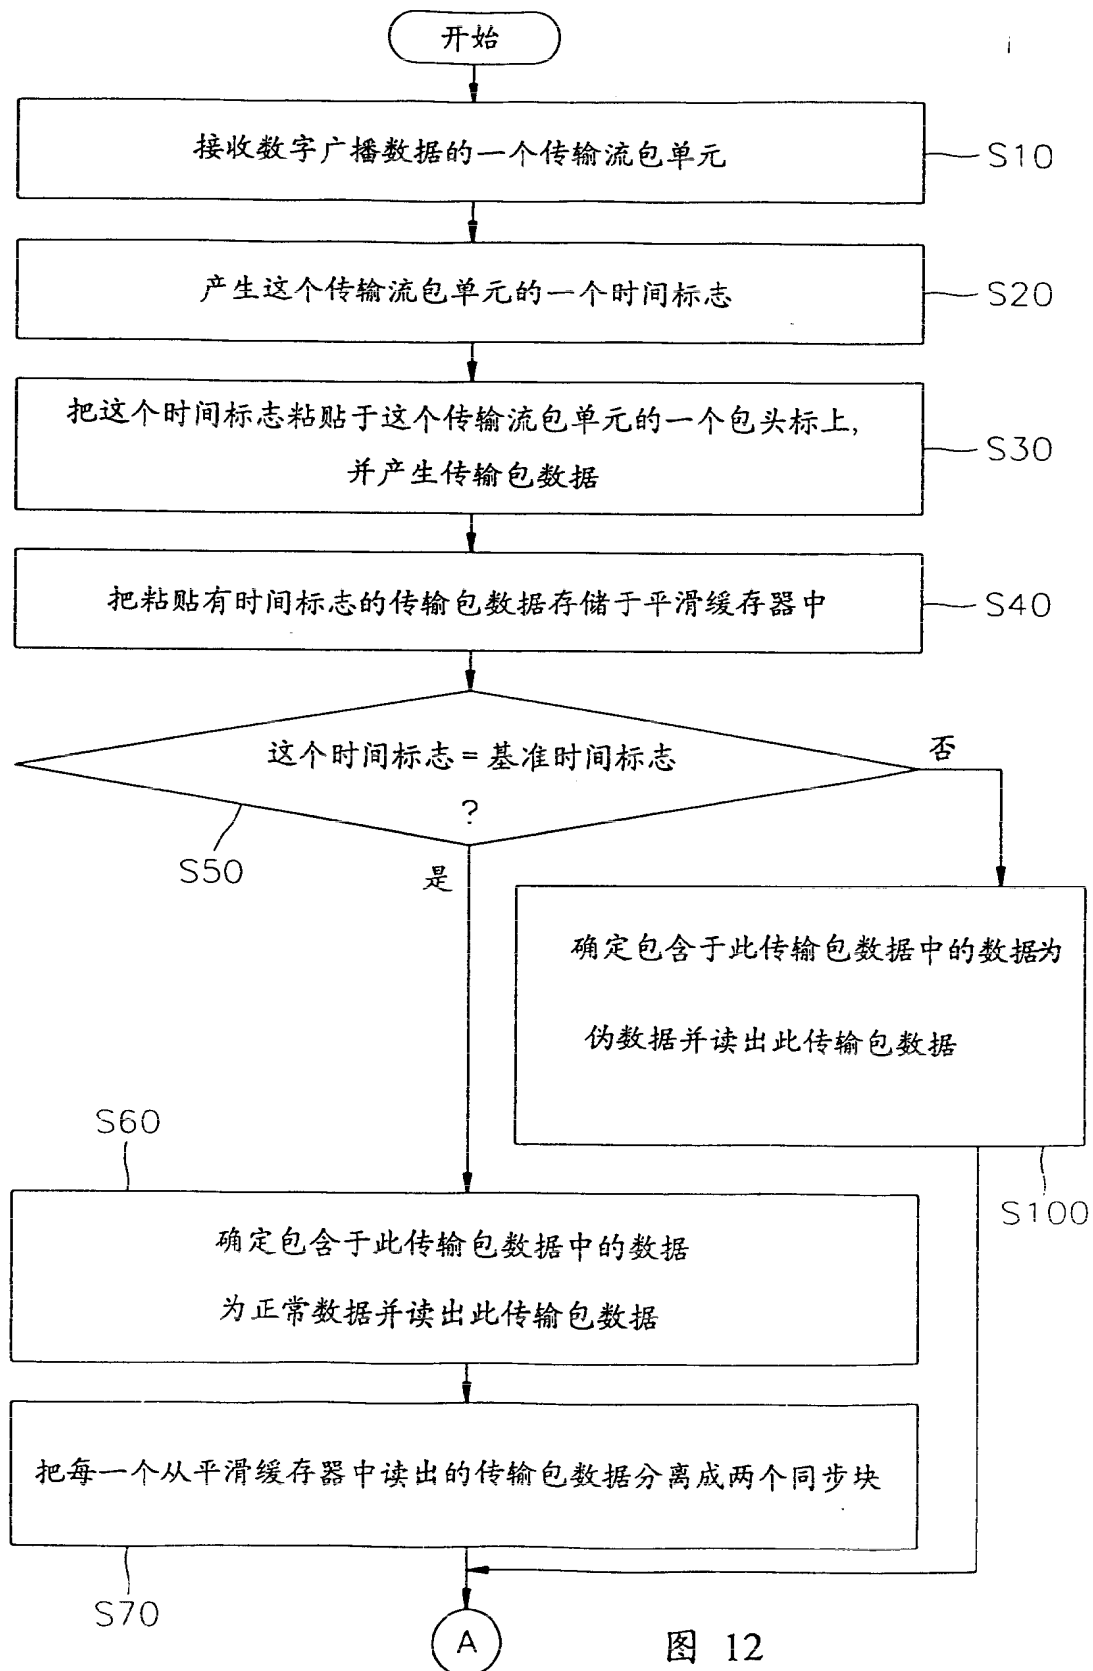 开始
接收数字广播数据的一个传输流包单元
S10
产生这个传输流包单元的一个时间标志
S20
把这个时间标志粘贴于这个传输流包单元的一个包头标上,
并产生传输包数据
S30
把粘贴有时间标志的传输包数据存储于平滑缓存器中
S40
这个时间标志=基准时间标志
?
否
S50
是
确定包含于此传输包数据中的数据为
伪数据并读出此传输包数据
S60
S100
确定包含于此传输包数据中的数据
为正常数据并读出此传输包数据
把每一个从平滑缓存器中读出的传输包数据分离成两个同步块
S70
A
图 12